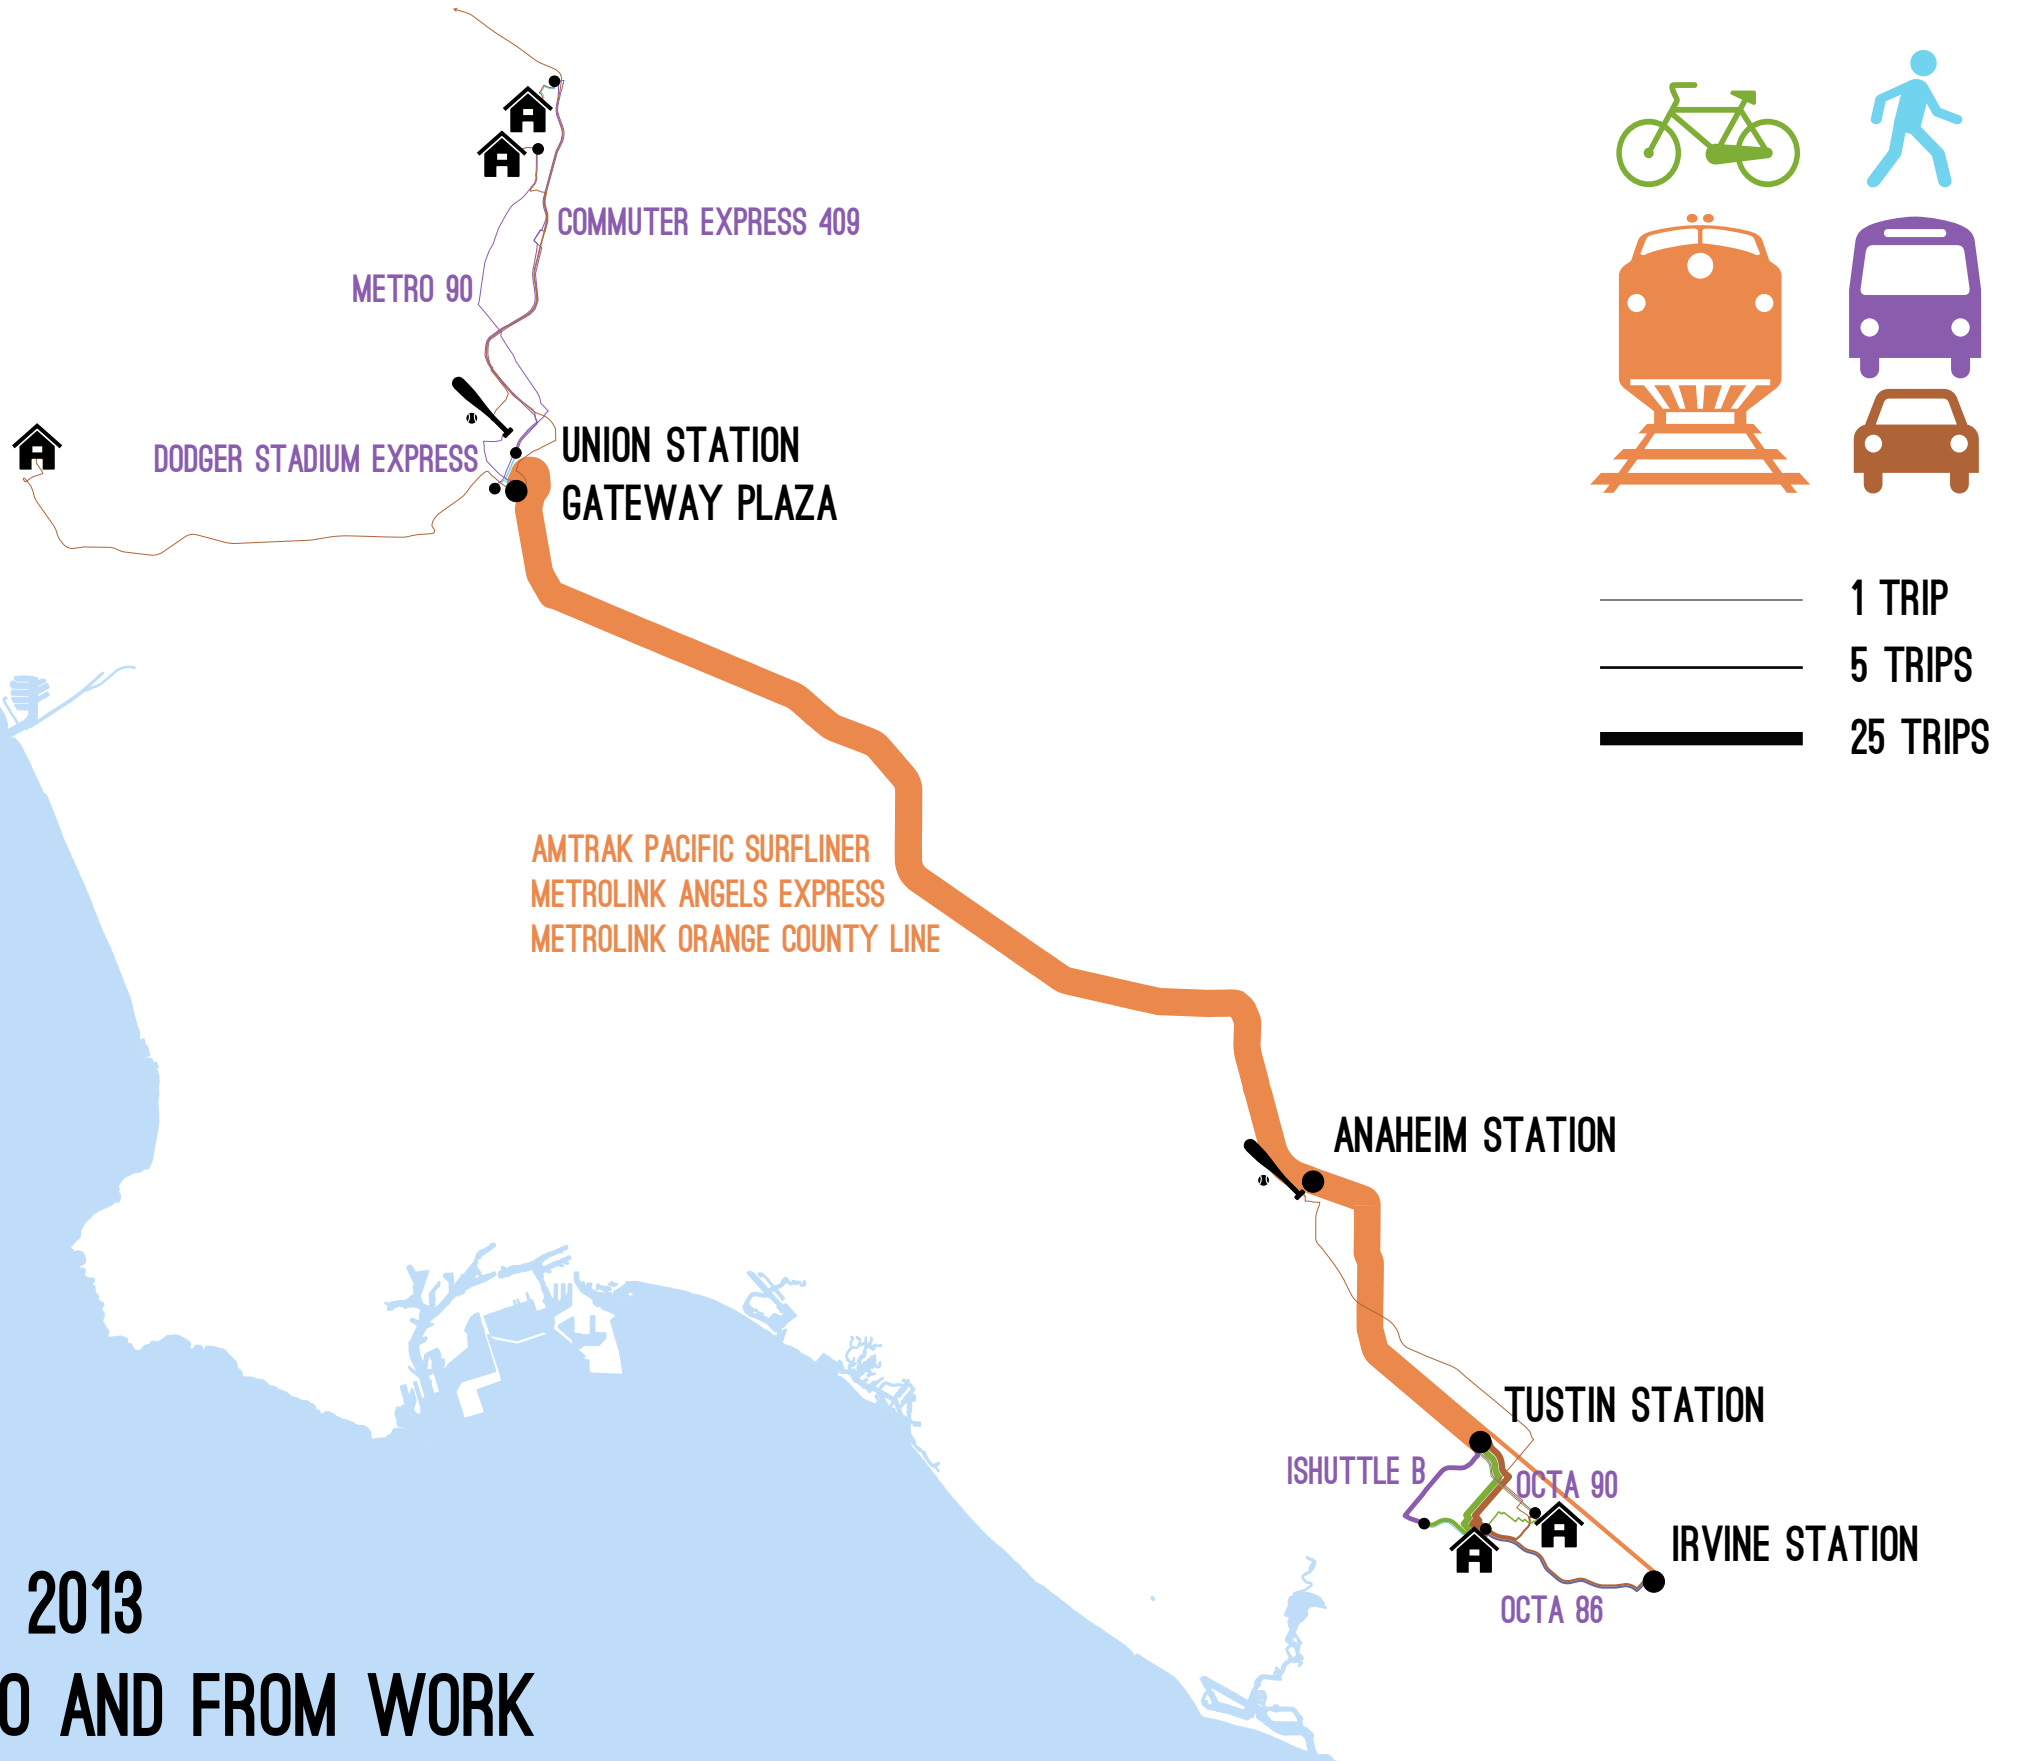 COMMUTER EXPRESS 409
METRO 90
DODGER STADIUM EXPRESS
UNION STATION
GATEWAY PLAZA
1 TRIP
5 TRIPS
25 TRIPS
AMTRAK PACIFIC SURFLINER
METROLINK ANGELS EXPRESS
METROLINK ORANGE COUNTY LINE
ANAHEIM STATION
TUSTIN STATION
ISHUTTLE B
OCTA 90
IRVINE STATION
OCTA 86
2013
O AND FROM WORK